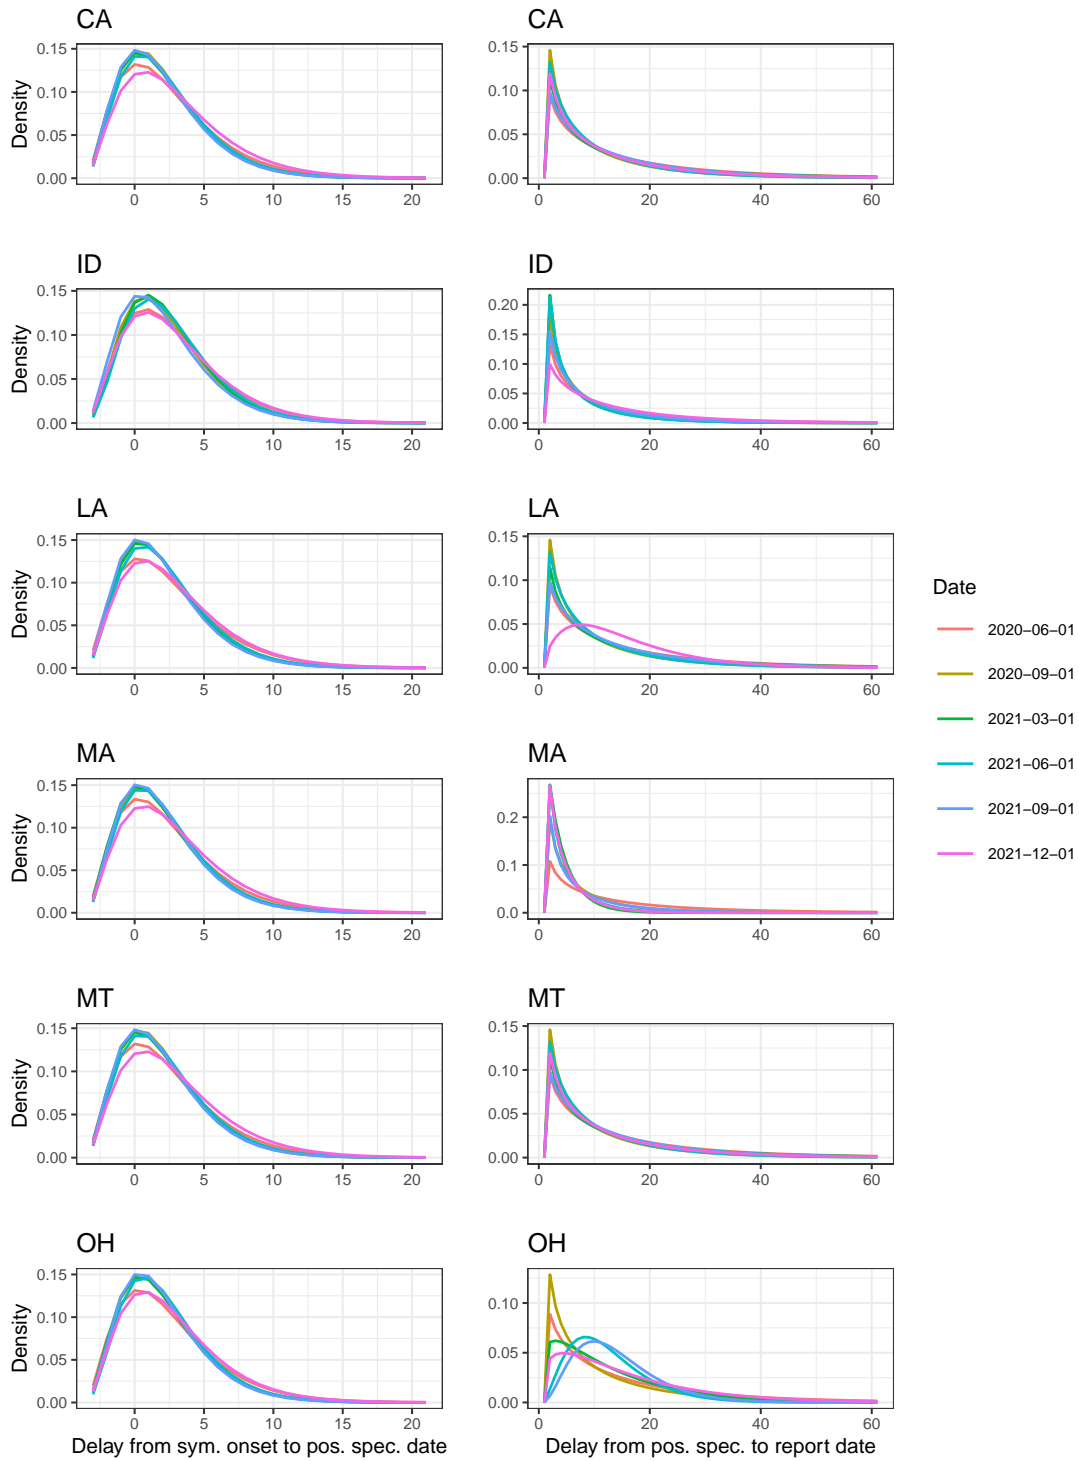 CA
CA
Density
0.15
0.10
0.05
0.00
0 5 10 15 20
0.15
0.10
0.05
0.00
0 20 40 60
ID
ID
Density
0.15
0.10
0.05
0.00
0 5 10 15 20
0.20
0.15
0.10
0.05
0.00
0 20 40 60
LA
LA
Density
0.15
0.10
0.05
0.00
0 5 10 15 20
0.15
0.10
0.05
0.00
0 20 40 60
MA
MA
Density
0.15
0.10
0.05
0.00
0 5 10 15 20
0.2
0.1
0.0
0 20 40 60
MT
MT
Density
0.15
0.10
0.05
0.00
0 5 10 15 20
0.15
0.10
0.05
0.00
0 20 40 60
OH
OH
Density
0.15
0.10
0.05
0.00
0 5 10 15 20
Delay from sym. onset to pos. spec. date
0.10
0.05
0.00
0 20 40 60
Delay from pos. spec. to report date
Date
2020−06−01
2020−09−01
2021−03−01
2021−06−01
2021−09−01
2021−12−01